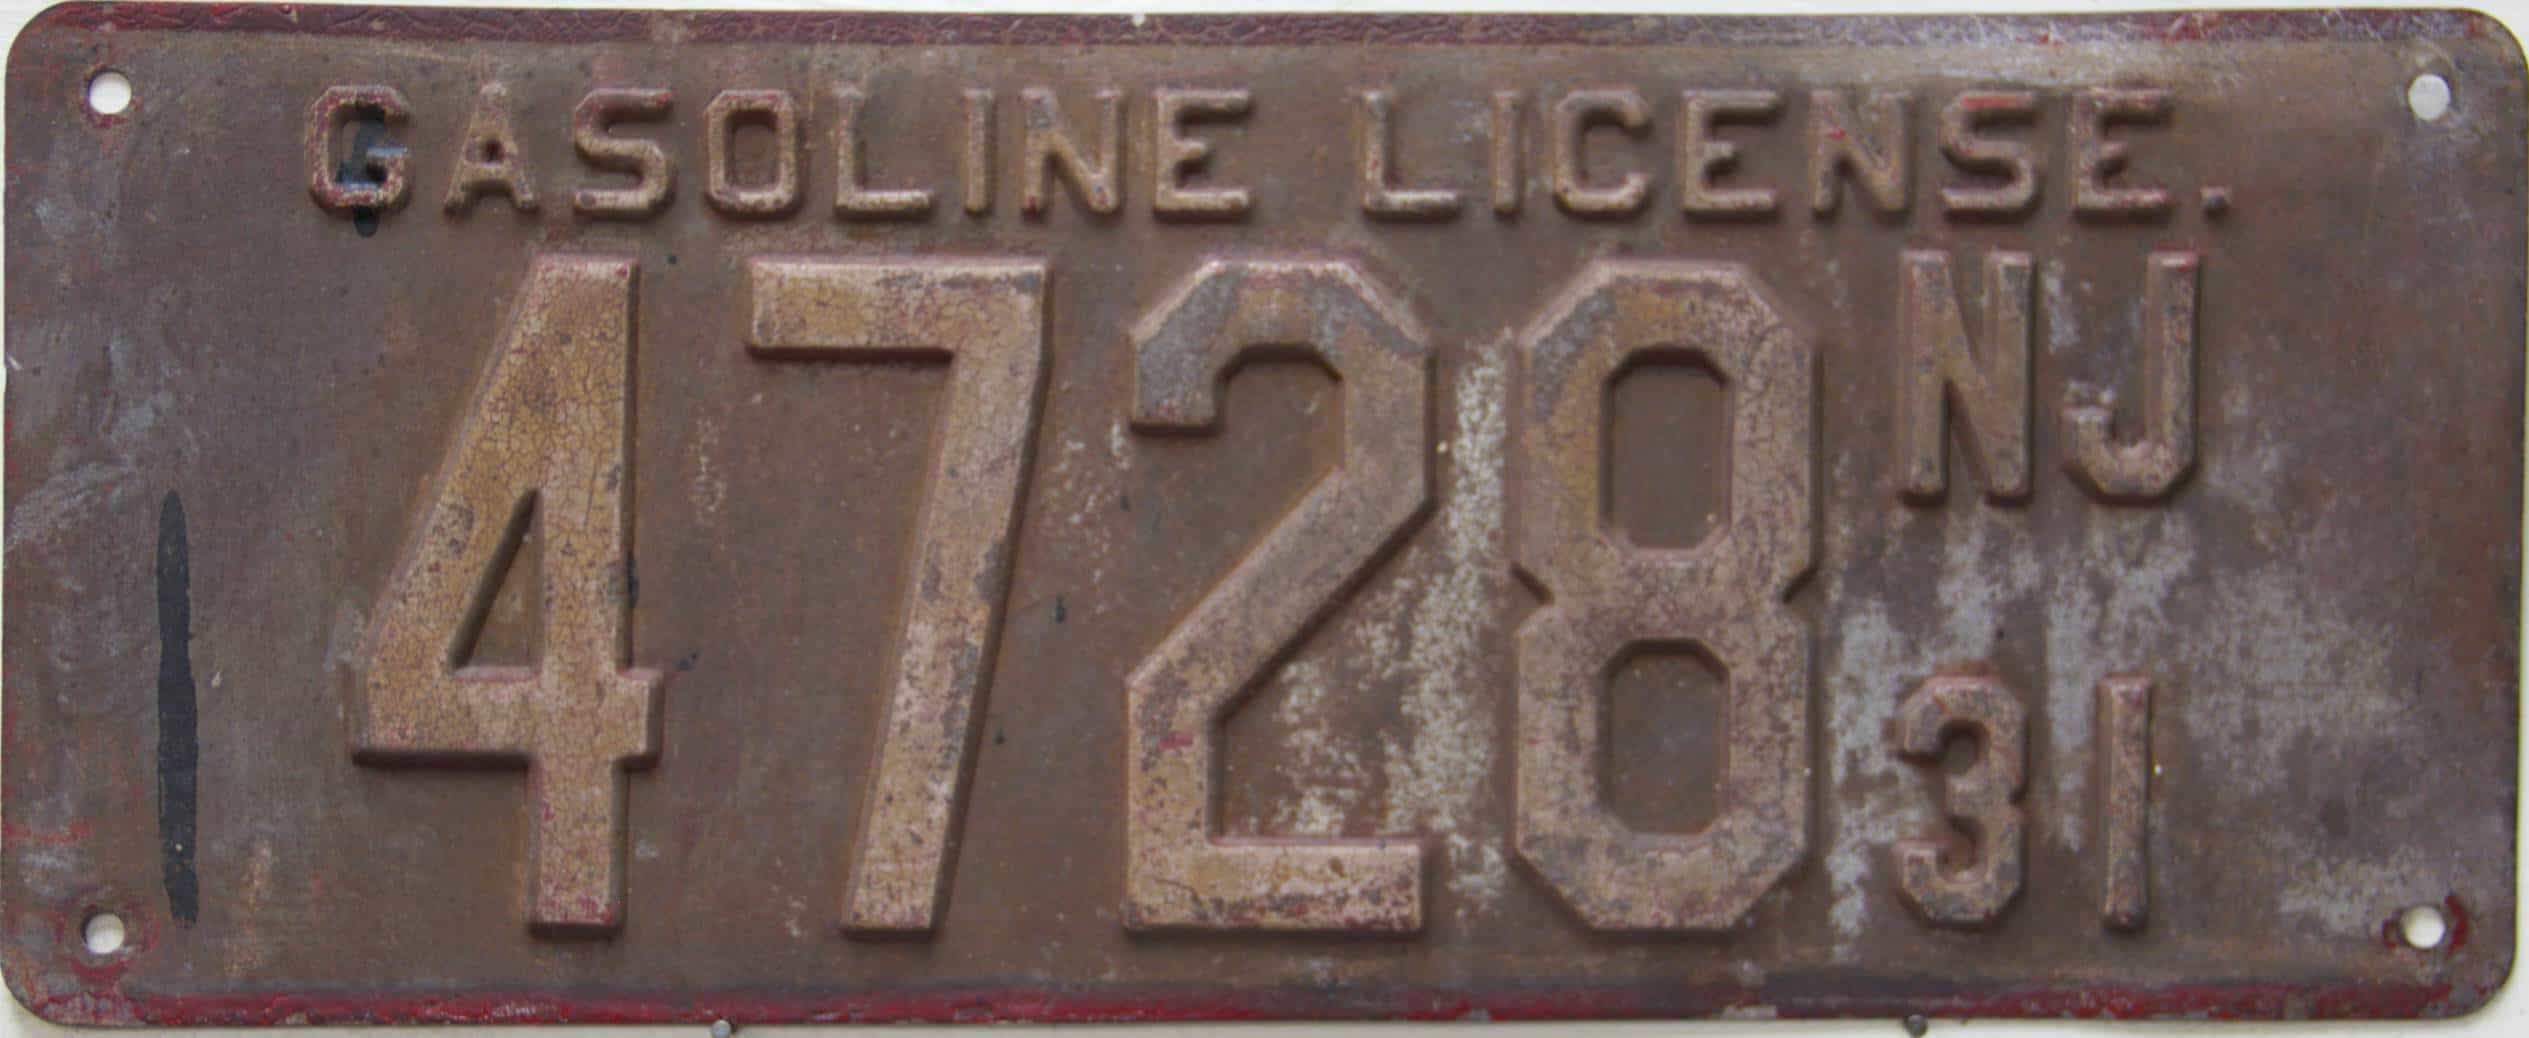 GASOLINE LICENSE.
4728 NJ
31